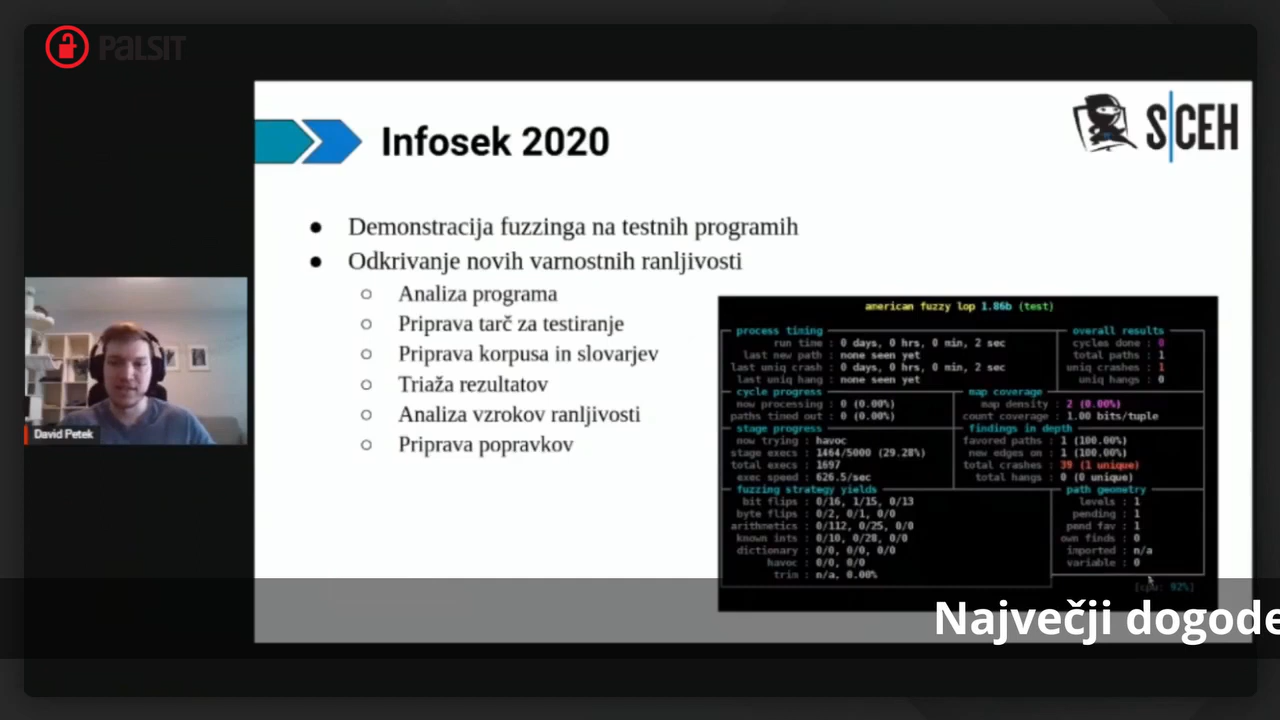 PALSIT
Infosek 2020
S|CEH
Demonstracija fuzzinga na testnih programih
Odkrivanje novih varnostnih ranljivosti
Analiza programa
Priprava tarč za testiranje
Priprava korpusa in slovarjev
Triaža rezultatov
Analiza vzrokov ranljivosti
Priprava popravkov
David Petek
american fuzzy lop 1.86b (test)
process timing
run time : 0 days, 0 hrs, 0 min, 2 sec
last new path : none seen yet
last uniq crash : 0 days, 0 hrs, 0 min, 2 sec
last uniq hang : none seen yet
overall results
cycles done : 0
total paths : 1
uniq crashes : 1
uniq hangs : 0
cycle progress
now processing : 0 (0.00%)
paths timed out : 0 (0.00%)
map coverage
map density : 2 (0.00%)
count coverage : 1.00 bits/tuple
stage progress
now trying : havoc
stage execs : 1464/5000 (29.28%)
total execs : 1697
exec speed : 626.5/sec
findings in depth
favored paths : 1 (100.00%)
new edges on : 1 (100.00%)
total crashes : 39 (1 unique)
total hangs : 0 (0 unique)
fuzzing strategy yields
bit flips : 0/16, 1/15, 0/13
byte flips : 0/2, 0/1, 0/0
arithmetics : 0/112, 0/25, 0/0
known ints : 0/10, 0/28, 0/0
dictionary : 0/0, 0/0, 0/0
havoc : 0/0, 0/0
trim : n/a, 0.00%
path geometry
levels : 1
pending : 1
pend fav : 1
own finds : 0
imported : n/a
variable : 0
[cpu: 92%]
Največji dogode